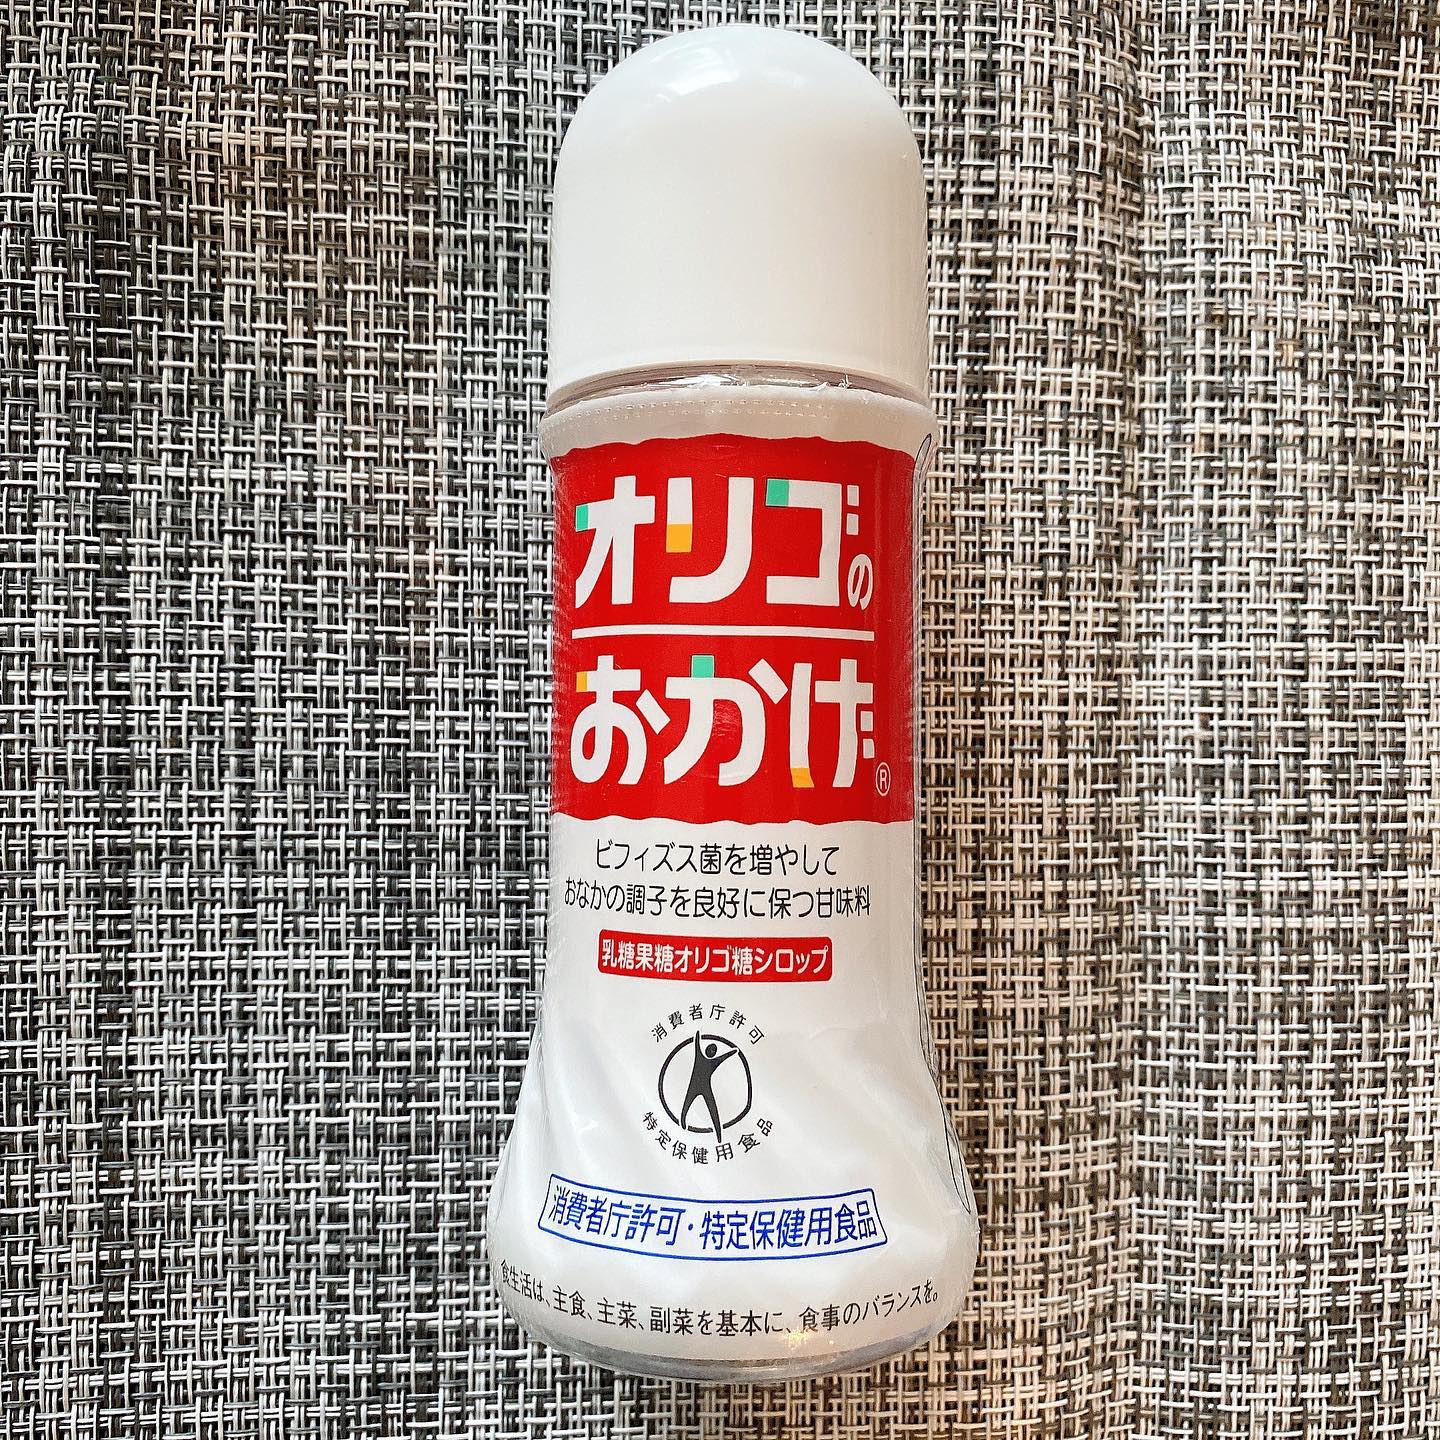 オリゴの
おかげ®
ビフィズス菌を増やして
おなかの調子を良好に保つ甘味料
乳糖果糖オリゴ糖シロップ
消費者庁許可
特定保健用食品
消費者庁許可・特定保健用食品
食生活は、主食、主菜、副菜を基本に、食事のバランスを。